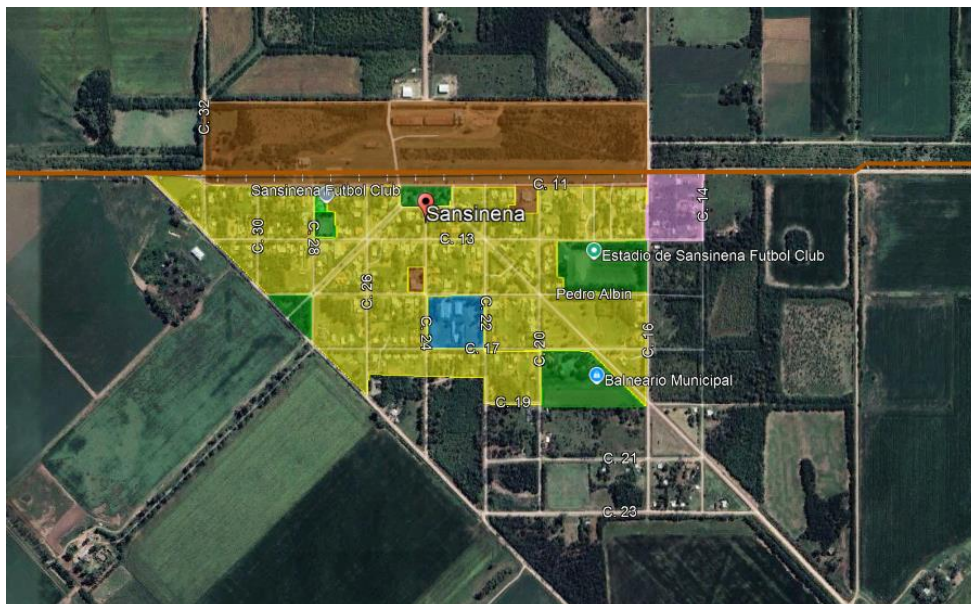 C. 32
Sansinena Futbol Club
C. 11
C. 14
Sansinena
C. 30
C. 28
C. 13
Estadio de Sansinena Futbol Club
C. 26
Pedro Albin
C. 24
C. 22
C. 20
C. 16
C. 17
Balneario Municipal
C. 19
C. 21
C. 23